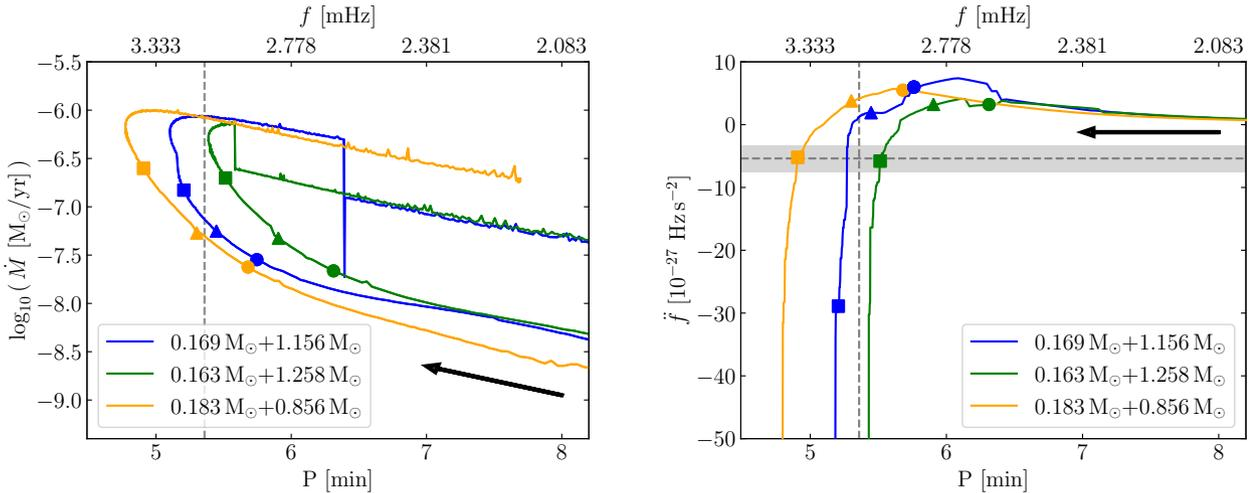 f [mHz]
3.333 2.778 2.381 2.083
−5.5
−6.0
−6.5
−7.0
−7.5
−8.0
−8.5
−9.0
log₁₀(Ṁ [M⊙/yr])
0.169 M⊙+1.156 M⊙
0.163 M⊙+1.258 M⊙
0.183 M⊙+0.856 M⊙
5 6 7 8
P [min]
f [mHz]
3.333 2.778 2.381 2.083
10
0
−10
−20
−30
−40
−50
f̈ [10⁻²⁷ Hz s⁻²]
0.169 M⊙+1.156 M⊙
0.163 M⊙+1.258 M⊙
0.183 M⊙+0.856 M⊙
5 6 7 8
P [min]